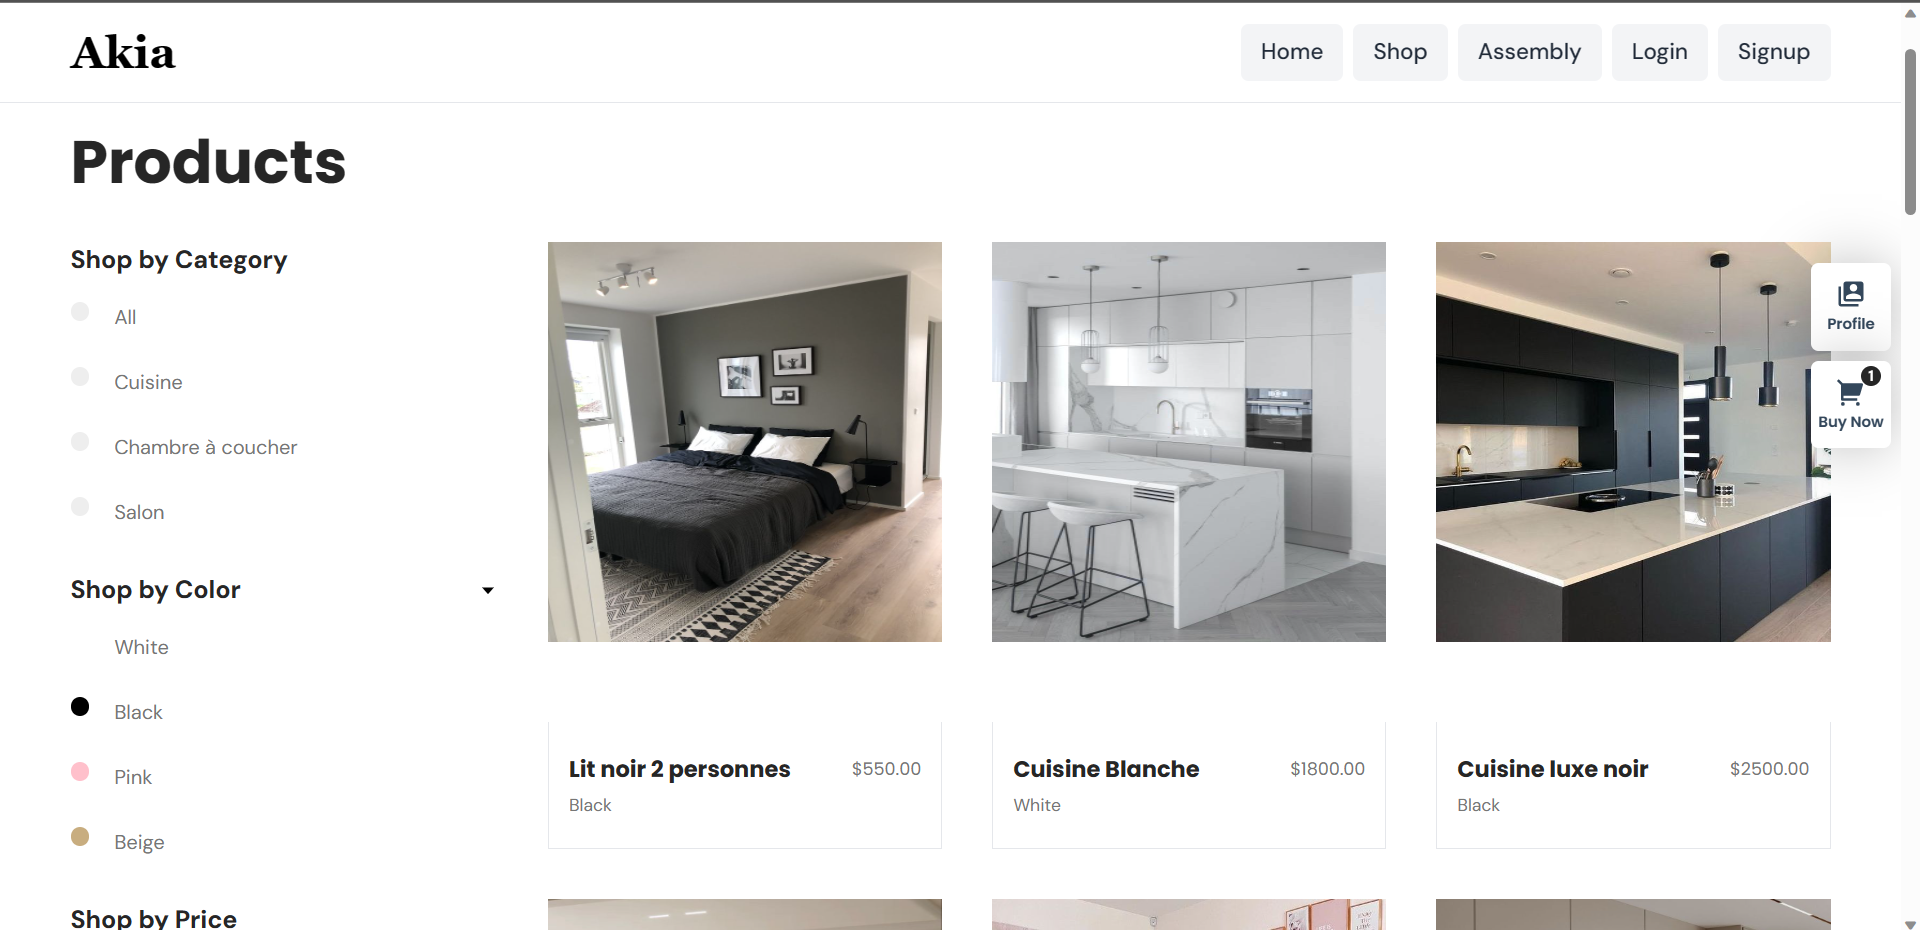 Akia
Home
Shop
Assembly
Login
Signup
Products
Shop by Category
All
Cuisine
Chambre à coucher
Salon
Shop by Color
White
Black
Pink
Beige
Shop by Price
Profile
1
Buy Now
Lit noir 2 personnes
$550.00
Black
Cuisine Blanche
$1800.00
White
Cuisine luxe noir
$2500.00
Black